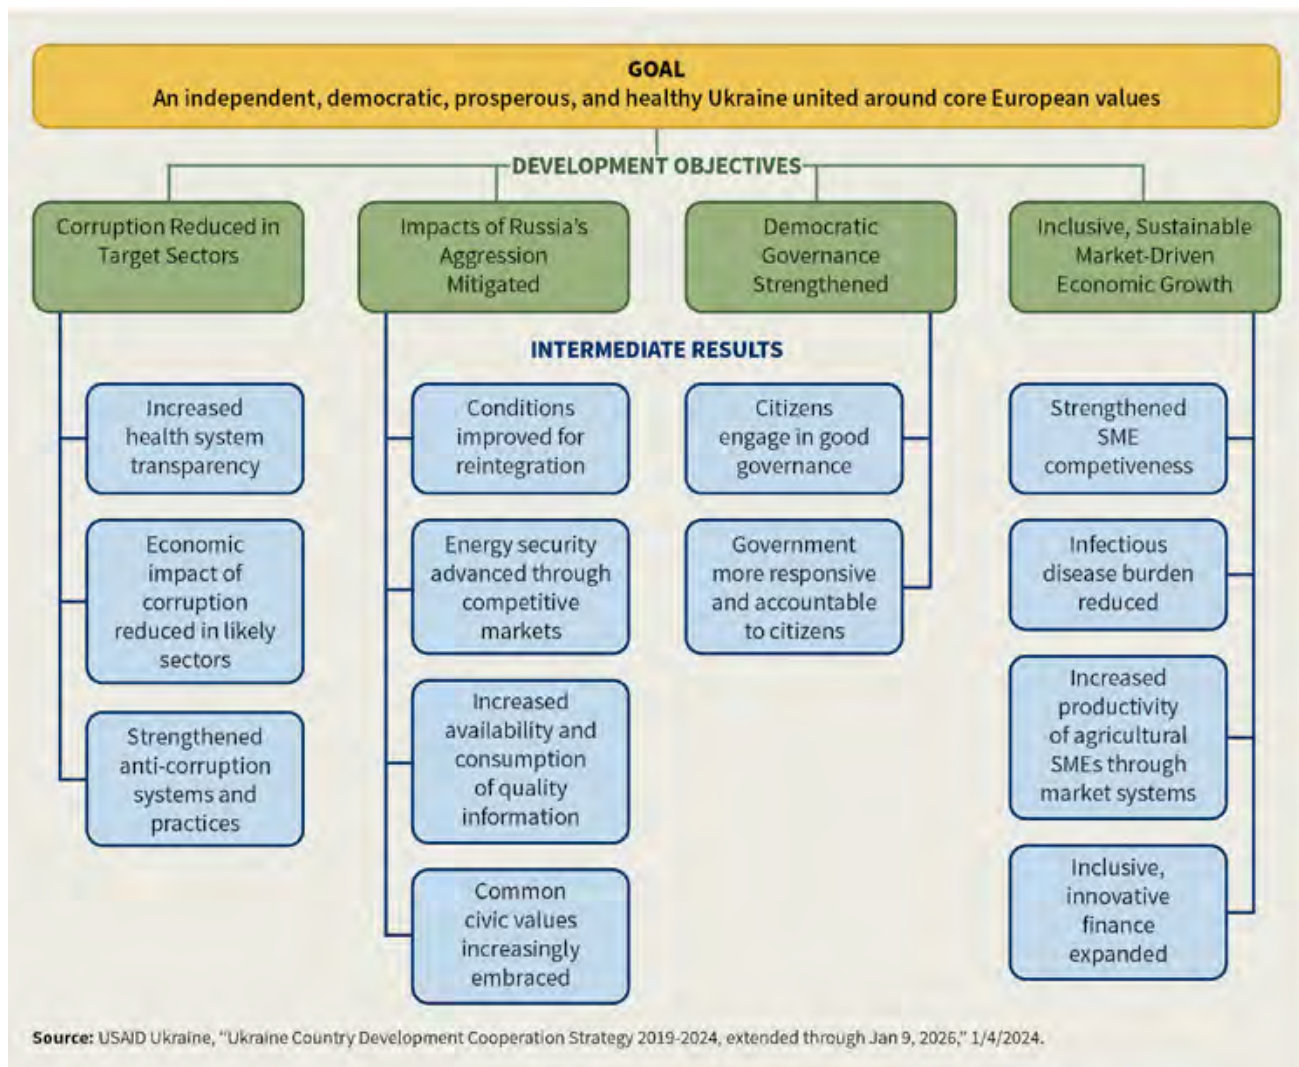 GOAL
An independent, democratic, prosperous, and healthy Ukraine united around core European values
DEVELOPMENT OBJECTIVES
Corruption Reduced in
Target Sectors
Impacts of Russia's
Aggression
Mitigated
Democratic
Governance
Strengthened
Inclusive, Sustainable
Market-Driven
Economic Growth
INTERMEDIATE RESULTS
Increased
health system
transparency
Economic
impact of
corruption
reduced in likely
sectors
Strengthened
anti-corruption
systems and
practices
Conditions
improved for
reintegration
Energy security
advanced through
competitive
markets
Increased
availability and
consumption
of quality
information
Common
civic values
increasingly
embraced
Citizens
engage in good
governance
Government
more responsive
and accountable
to citizens
Strengthened
SME
competiveness
Infectious
disease burden
reduced
Increased
productivity
of agricultural
SMEs through
market systems
Inclusive,
innovative
finance
expanded
Source: USAID Ukraine, "Ukraine Country Development Cooperation Strategy 2019-2024, extended through Jan 9, 2026," 1/4/2024.